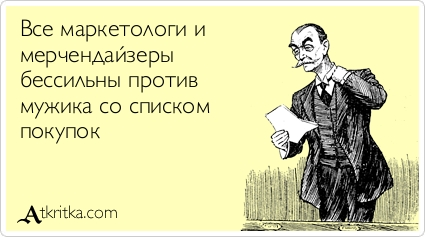 Все маркетологи и
мерчендайзеры
бессильны против
мужика со списком
покупок
Atkritka.com